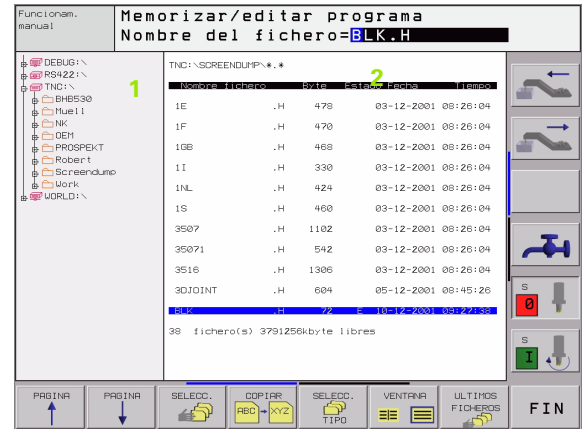 Funcionam.
manual
Memorizar/editar programa
Nombre del fichero=BLK.H
DEBUG:\
RS422:\
TNC:\
BHB530
Muell
NK
OEM
PROSPEKT
Robert
Screendump
Work
WORLD:\
1
TNC:\SCREENDUMP\*.*
2
Nombre fichero Byte Estado Fecha Tiempo
1E .H 478 03-12-2001 08:26:04
1F .H 470 03-12-2001 08:26:04
1GB .H 468 03-12-2001 08:26:04
1I .H 330 03-12-2001 08:26:04
1NL .H 424 03-12-2001 08:26:04
1S .H 460 03-12-2001 08:26:04
3507 .H 1102 03-12-2001 08:26:04
35071 .H 542 03-12-2001 08:26:04
3516 .H 1306 03-12-2001 08:26:04
3DJOINT .H 604 05-12-2001 08:45:26
BLK .H 72 E 10-12-2001 09:27:38
38 fichero(s) 3791256kbyte libres
S
0
S
I
PAGINA
PAGINA
SELECC.
COPIAR
ABC→XYZ
SELECC.
TIPO
VENTANA
ULTIMOS
FICHEROS
FIN